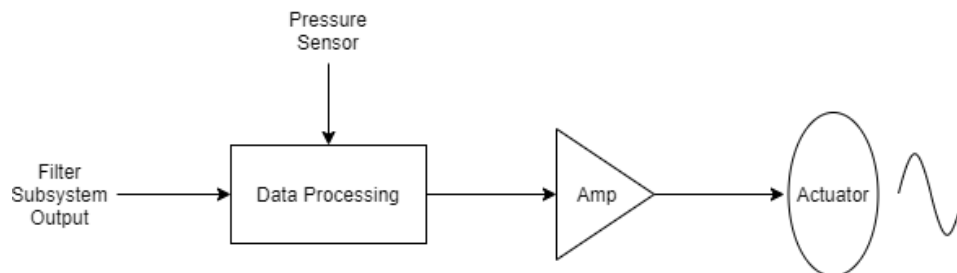 Pressure
Sensor
Filter
Subsystem
Output
Data Processing
Amp
Actuator